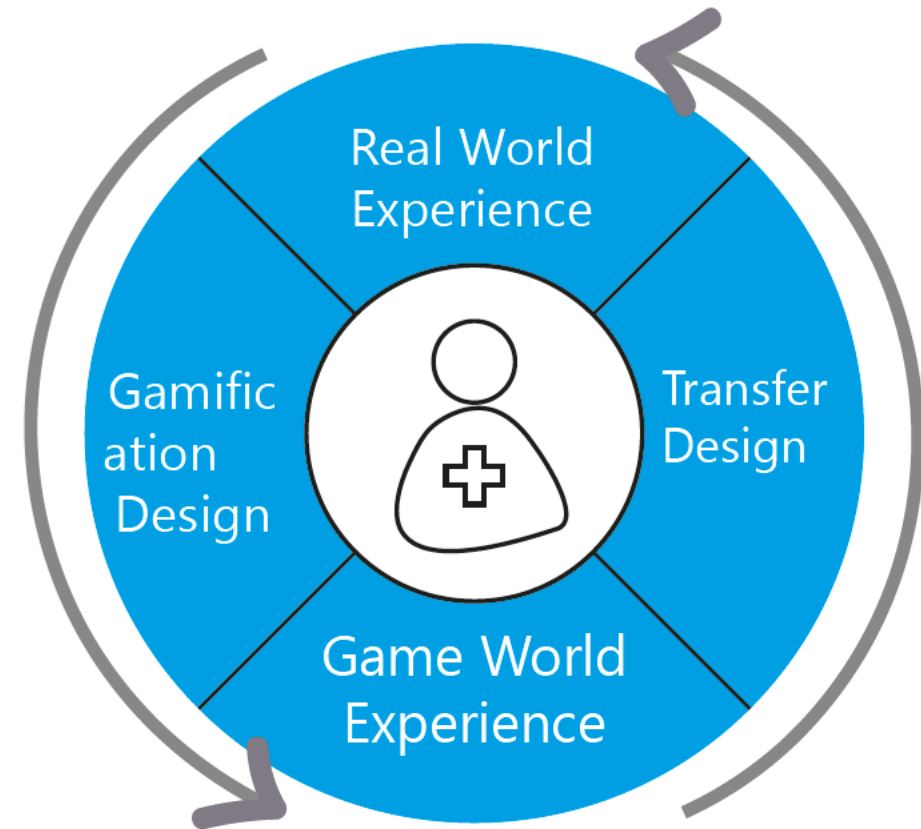 Real World
Experience
Gamific
ation
Design
Transfer
Design
Game World
Experience